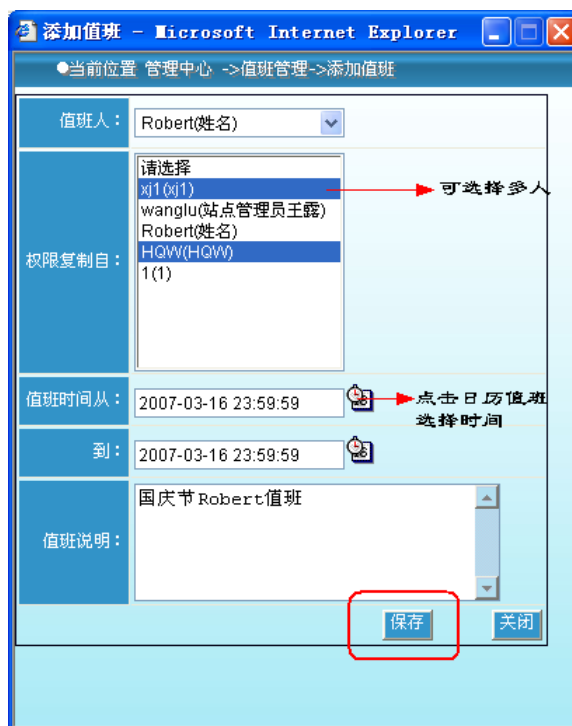 添加值班 - Microsoft Internet Explorer
●当前位置 管理中心 ->值班管理->添加值班
值班人：
Robert(姓名)
权限复制自：
请选择
xj1(xj1)
wanglu(站点管理员王露)
Robert(姓名)
HQW(HQW)
1(1)
可选择多人
值班时间从：
2007-03-16 23:59:59
点击日历值班
选择时间
到：
2007-03-16 23:59:59
值班说明：
国庆节Robert值班
保存
关闭